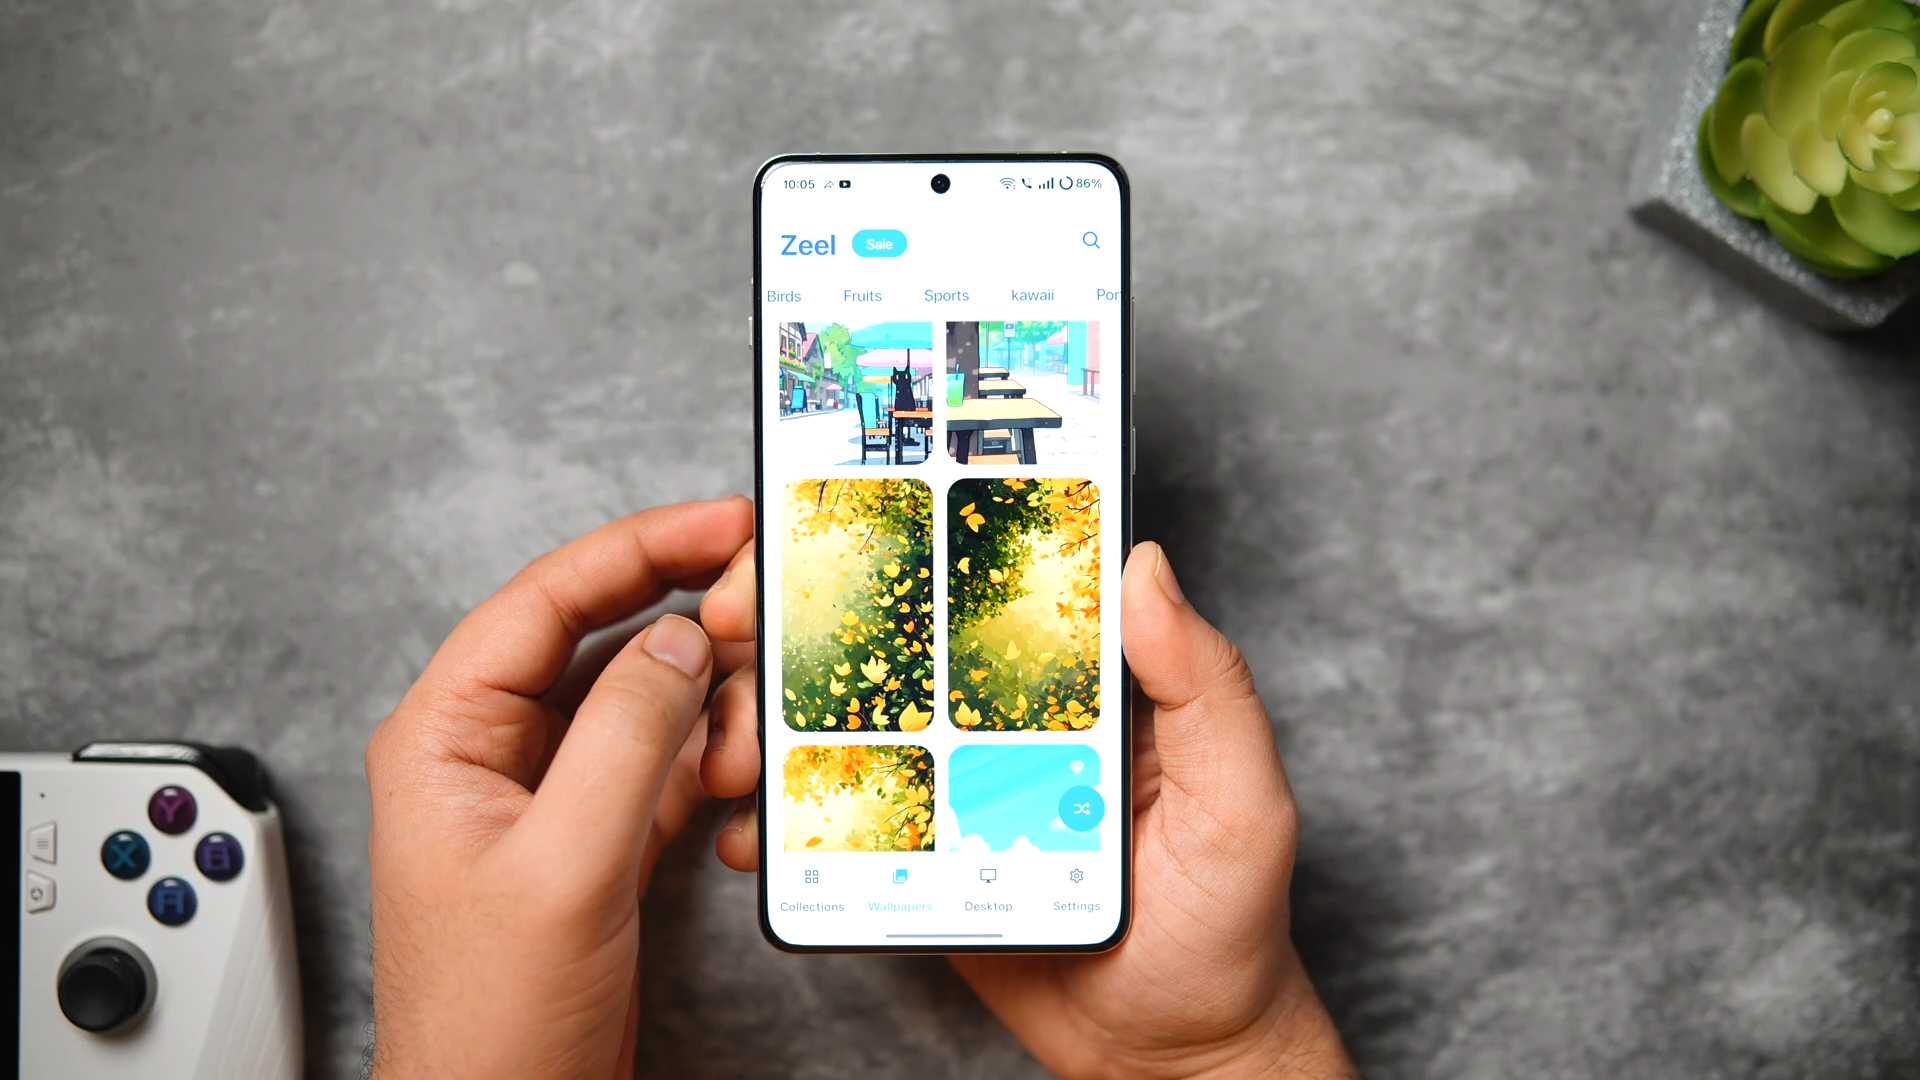 10:05 86%
Zeel Sale
Birds Fruits Sports kawaii Por
Collections Wallpapers Desktop Settings
Y
X B
A